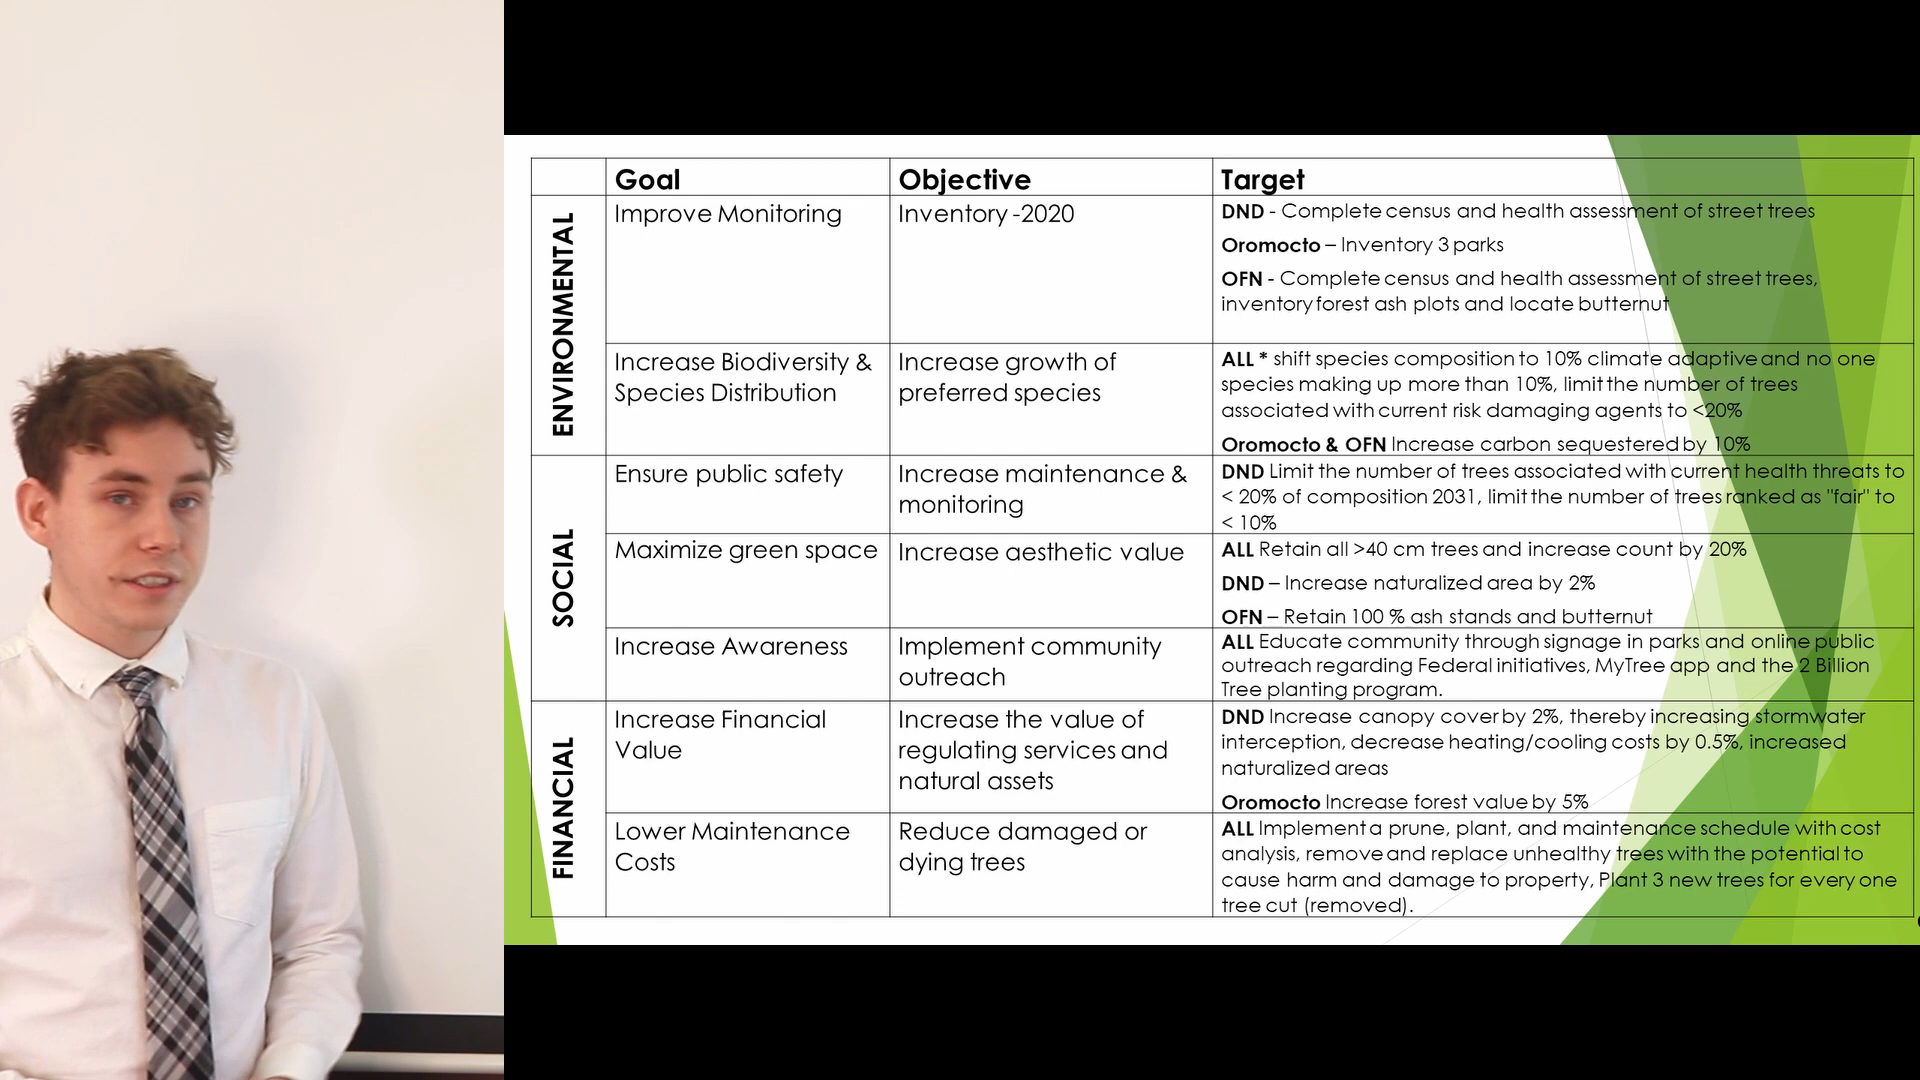 Goal Objective Target
ENVIRONMENTAL
Improve Monitoring
Inventory -2020
DND - Complete census and health assessment of street trees
Oromocto – Inventory 3 parks
OFN - Complete census and health assessment of street trees,
inventory forest ash plots and locate butternut
Increase Biodiversity &
Species Distribution
Increase growth of
preferred species
ALL * shift species composition to 10% climate adaptive and no one
species making up more than 10%, limit the number of trees
associated with current risk damaging agents to <20%
Oromocto & OFN Increase carbon sequestered by 10%
SOCIAL
Ensure public safety
Increase maintenance &
monitoring
DND Limit the number of trees associated with current health threats to
< 20% of composition 2031, limit the number of trees ranked as "fair" to
< 10%
Maximize green space
Increase aesthetic value
ALL Retain all >40 cm trees and increase count by 20%
DND – Increase naturalized area by 2%
OFN – Retain 100 % ash stands and butternut
Increase Awareness
Implement community
outreach
ALL Educate community through signage in parks and online public
outreach regarding Federal initiatives, MyTree app and the 2 Billion
Tree planting program.
FINANCIAL
Increase Financial
Value
Increase the value of
regulating services and
natural assets
DND Increase canopy cover by 2%, thereby increasing stormwater
interception, decrease heating/cooling costs by 0.5%, increased
naturalized areas
Oromocto Increase forest value by 5%
Lower Maintenance
Costs
Reduce damaged or
dying trees
ALL Implement a prune, plant, and maintenance schedule with cost
analysis, remove and replace unhealthy trees with the potential to
cause harm and damage to property, Plant 3 new trees for every one
tree cut (removed).